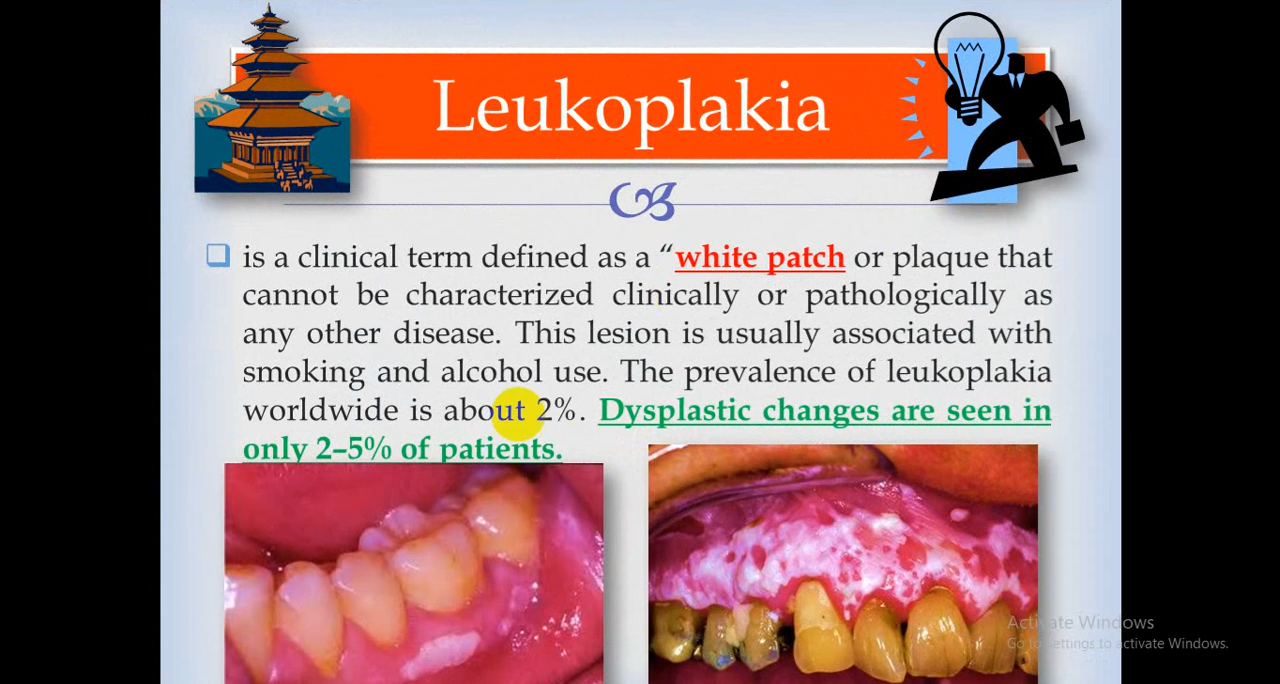 Leukoplakia
is a clinical term defined as a “white patch or plaque that
cannot be characterized clinically or pathologically as
any other disease. This lesion is usually associated with
smoking and alcohol use. The prevalence of leukoplakia
worldwide is about 2%. Dysplastic changes are seen in
only 2–5% of patients.
Activate Windows
Go to Settings to activate Windows.